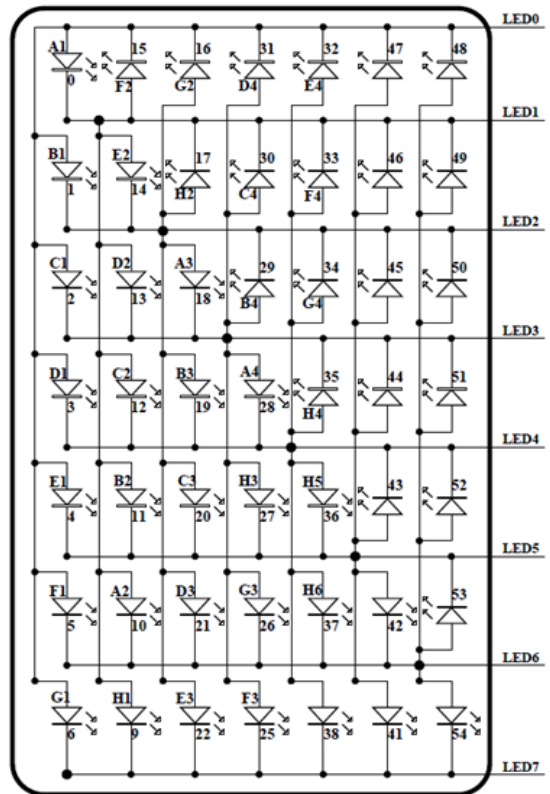 LED0
A1 15 16 31 32 47 48
0 F2 G2 D4 E4
LED1
B1 E2 17 30 33 46 49
1 14 H2 C4 F4
LED2
C1 D2 A3 29 34 45 50
2 13 18 B4 G4
LED3
D1 C2 B3 A4 35 44 51
3 12 19 28 H4
LED4
E1 B2 C3 H3 H5 43 52
4 11 20 27 36
LED5
F1 A2 D3 G3 H6 53
5 10 21 26 37 42
LED6
G1 H1 E3 F3
6 9 22 25 38 41 54
LED7